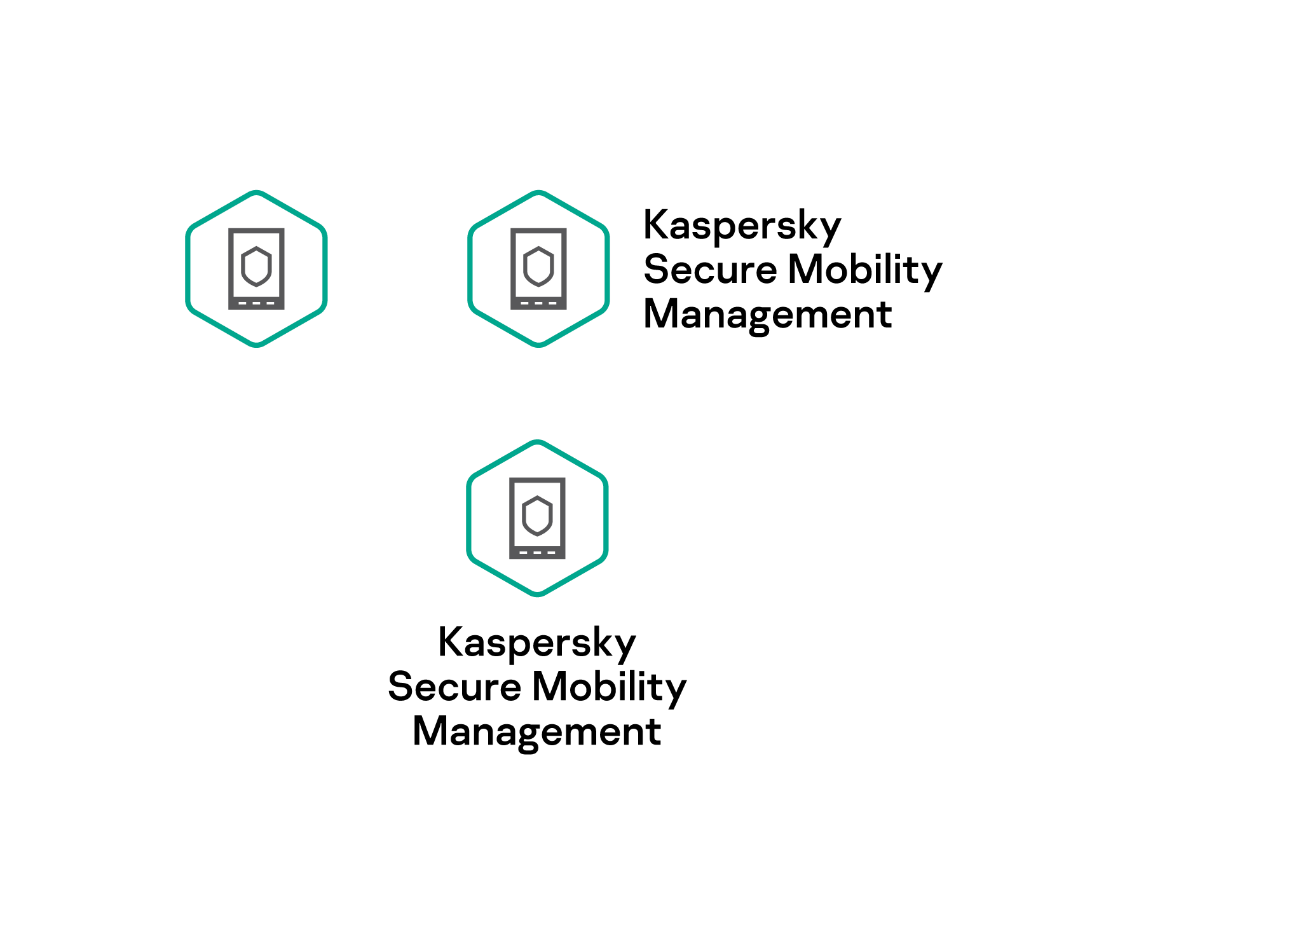 Kaspersky
Secure Mobility
Management
Kaspersky
Secure Mobility
Management